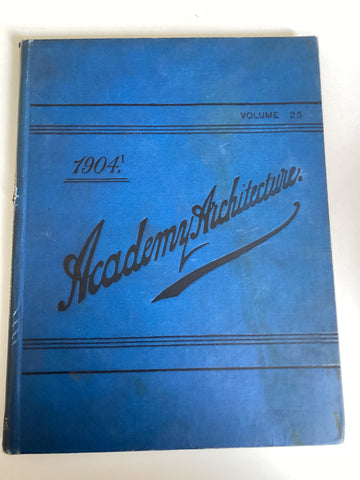 VOLUME 25
1904.I
Academy Architecture.